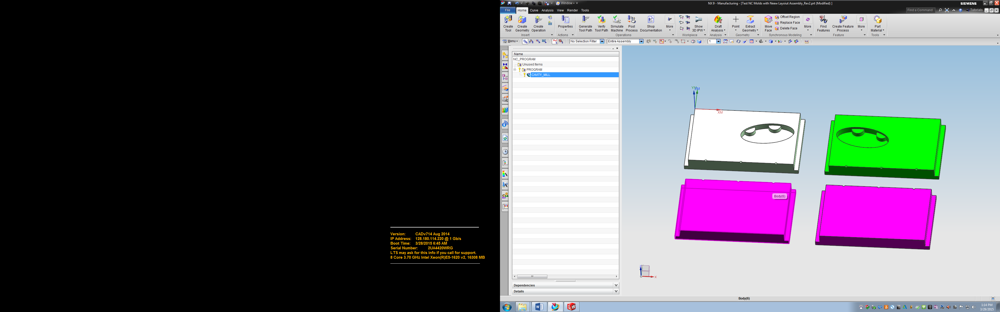 Version: CADv714 Aug 2014
IP Address: 128.180.114.220 @ 1 Gb/s
Boot Time: 3/28/2015 6:45 AM
Serial Number: 2UA4420WRG
LTS may ask for this info if you call for support.
8 Core 3.70 GHz Intel Xeon(R)E5-1620 v2, 16308 MB
Window
NX 9 - Manufacturing - [Test NC Molds with Neew Layoiut Assembly_Rev2.prt (Modified) ]
SIEMENS
File Home Curve Analysis View Render Tools
Find a Command Tutorials
Create Tool
Create Geometry
Create Operation
Insert
Properties
Actions
Generate Tool Path
Verify Tool Path
Simulate Machine
Post Process
Shop Documentation
More
Operations
Show 3D IPW
Workpiece
Draft Analysis
Analysis
Point
Extract Geometry
Geometry
Move Face
Offset Region
Replace Face
Delete Face
More
Synchronous Modeling
Find Features
Create Feature Process
More
Feature
Part Material
Tools
Menu
No Selection Filter
Entire Assembly
1
Name
NC_PROGRAM
Unused Items
PROGRAM
CAVITY_MILL
Dependencies
Details
YM
ZM
XM
Body(6)
Z
X
Body(6)
1:14 PM
3/29/2015